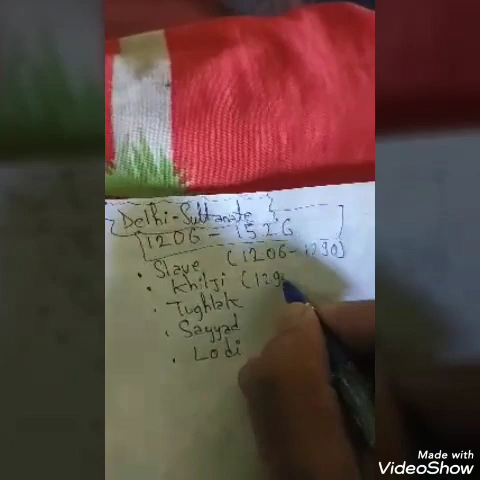 Delhi-Sultanate
1206 - 1526
• Slave (1206-1290)
• Khilji (129
• Tughlak
• Sayyad
• Lodi
Made with
VideoShow